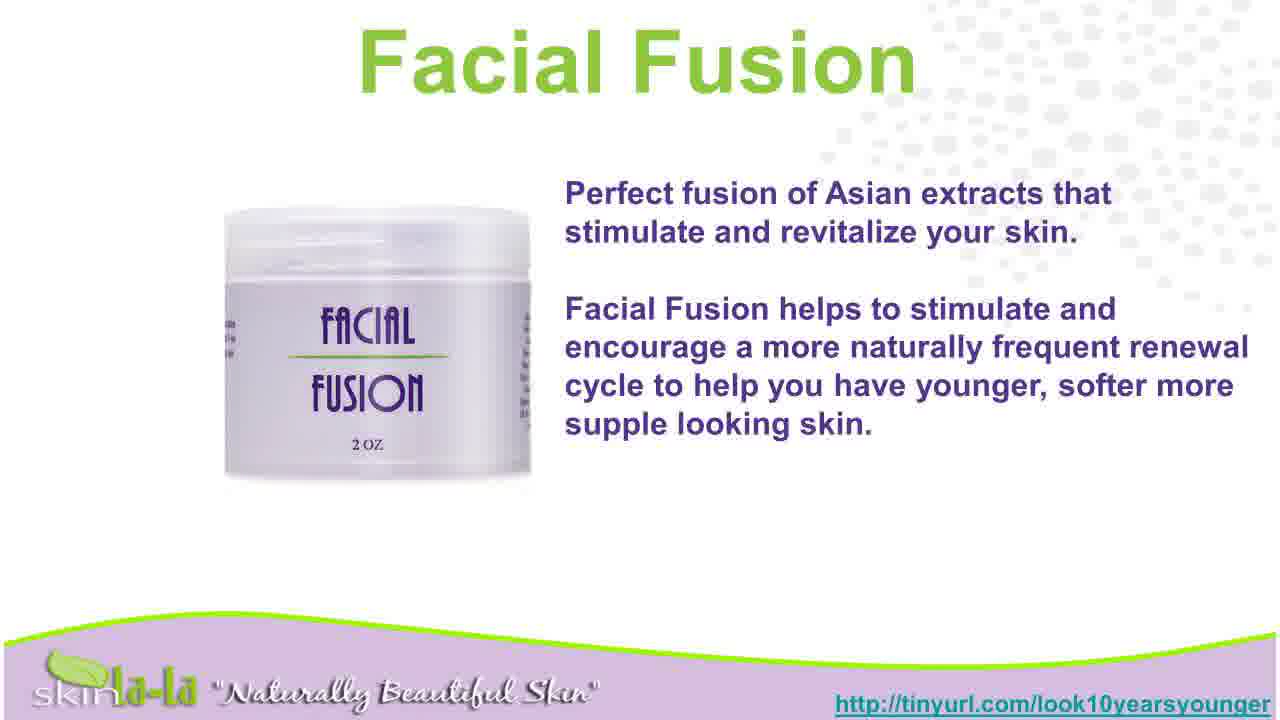 Facial Fusion
Perfect fusion of Asian extracts that
stimulate and revitalize your skin.
Facial Fusion helps to stimulate and
encourage a more naturally frequent renewal
cycle to help you have younger, softer more
supple looking skin.
FACIAL
FUSION
2 OZ
skin la-la "Naturally Beautiful Skin"
http://tinyurl.com/look10yearsyounger